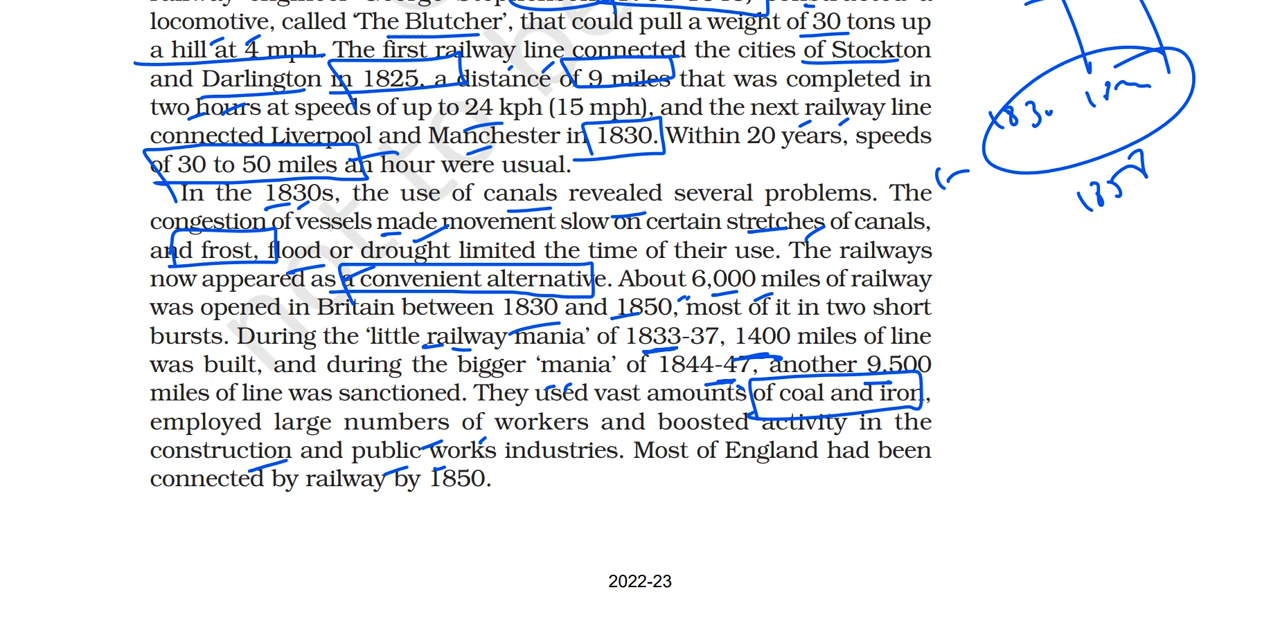 railway engineer George Stephenson constructed a
locomotive, called ‘The Blutcher’, that could pull a weight of 30 tons up
a hill at 4 mph. The first railway line connected the cities of Stockton
and Darlington in 1825, a distance of 9 miles that was completed in
two hours at speeds of up to 24 kph (15 mph), and the next railway line
connected Liverpool and Manchester in 1830. Within 20 years, speeds
of 30 to 50 miles an hour were usual.
In the 1830s, the use of canals revealed several problems. The
congestion of vessels made movement slow on certain stretches of canals,
and frost, flood or drought limited the time of their use. The railways
now appeared as a convenient alternative. About 6,000 miles of railway
was opened in Britain between 1830 and 1850, most of it in two short
bursts. During the ‘little railway mania’ of 1833-37, 1400 miles of line
was built, and during the bigger ‘mania’ of 1844-47, another 9,500
miles of line was sanctioned. They used vast amounts of coal and iron,
employed large numbers of workers and boosted activity in the
construction and public works industries. Most of England had been
connected by railway by 1850.
1830
not to be
2022-23